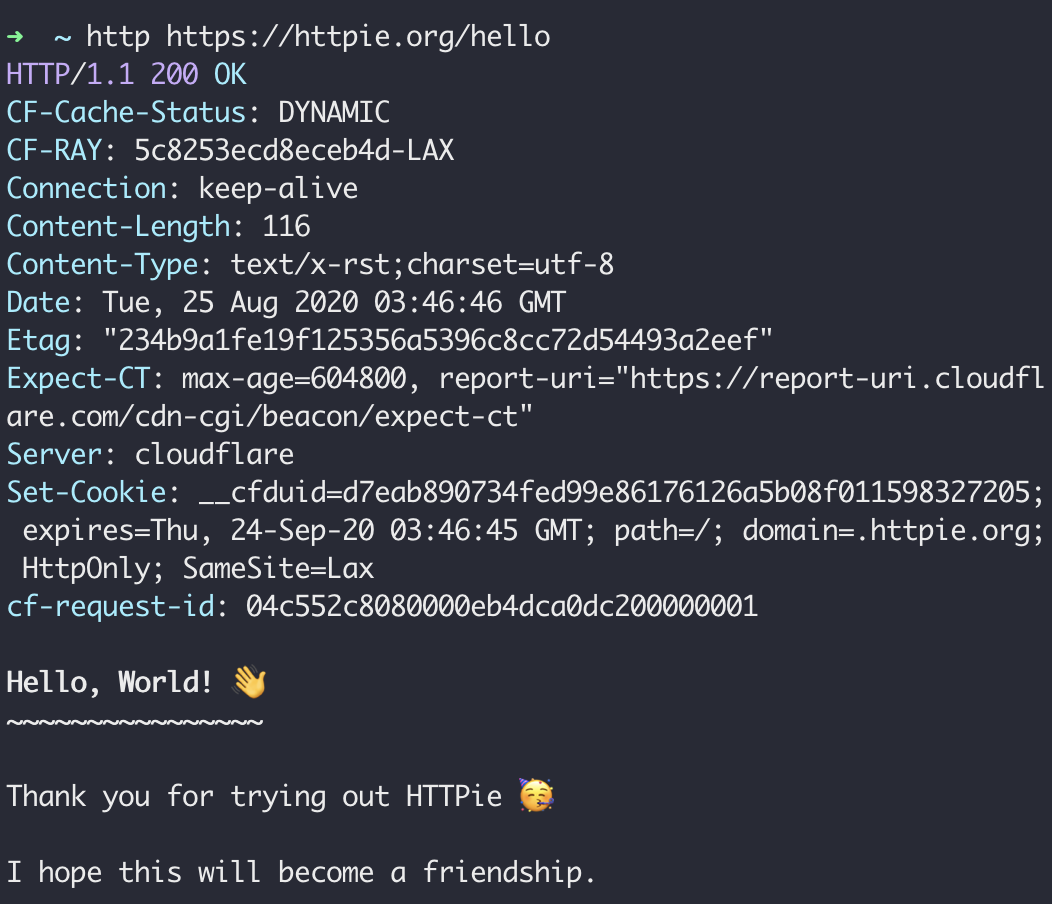 ➜  ~ http https://httpie.org/hello
HTTP/1.1 200 OK
CF-Cache-Status: DYNAMIC
CF-RAY: 5c8253ecd8eceb4d-LAX
Connection: keep-alive
Content-Length: 116
Content-Type: text/x-rst;charset=utf-8
Date: Tue, 25 Aug 2020 03:46:46 GMT
Etag: "234b9a1fe19f125356a5396c8cc72d54493a2eef"
Expect-CT: max-age=604800, report-uri="https://report-uri.cloudfl
are.com/cdn-cgi/beacon/expect-ct"
Server: cloudflare
Set-Cookie: __cfduid=d7eab890734fed99e86176126a5b08f011598327205;
 expires=Thu, 24-Sep-20 03:46:45 GMT; path=/; domain=.httpie.org;
 HttpOnly; SameSite=Lax
cf-request-id: 04c552c8080000eb4dca0dc200000001

Hello, World! 👋
~~~~~~~~~~~~~~~~

Thank you for trying out HTTPie 🥳

I hope this will become a friendship.